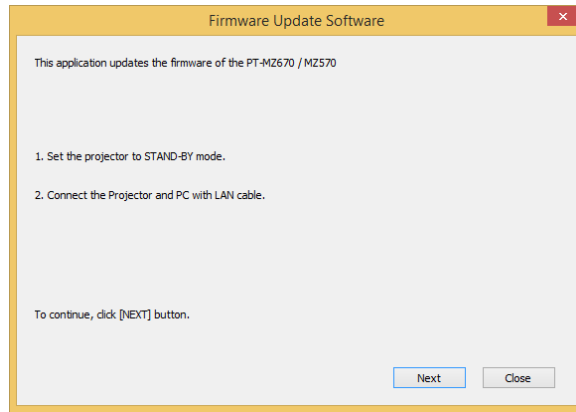 Firmware Update Software
This application updates the firmware of the PT-MZ670 / MZ570
1. Set the projector to STAND-BY mode.
2. Connect the Projector and PC with LAN cable.
To continue, click [NEXT] button.
Next Close